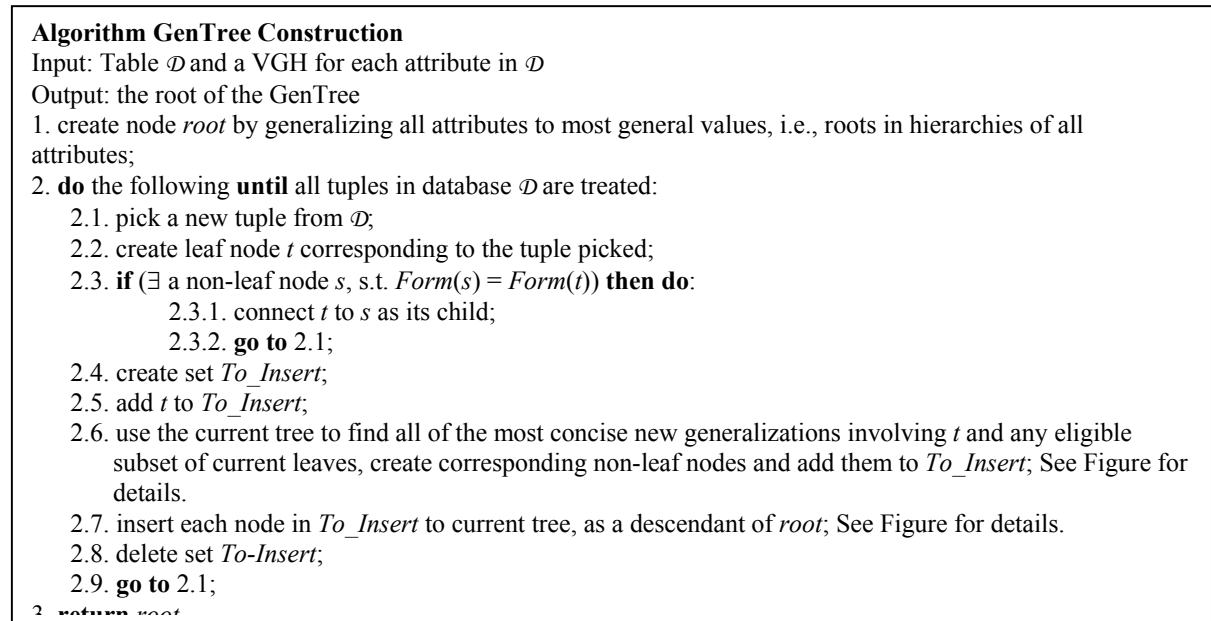 Algorithm GenTree Construction
Input: Table 𝒟 and a VGH for each attribute in 𝒟
Output: the root of the GenTree
1. create node root by generalizing all attributes to most general values, i.e., roots in hierarchies of all
attributes;
2. do the following until all tuples in database 𝒟 are treated:
2.1. pick a new tuple from 𝒟;
2.2. create leaf node t corresponding to the tuple picked;
2.3. if (∃ a non-leaf node s, s.t. Form(s) = Form(t)) then do:
2.3.1. connect t to s as its child;
2.3.2. go to 2.1;
2.4. create set To_Insert;
2.5. add t to To_Insert;
2.6. use the current tree to find all of the most concise new generalizations involving t and any eligible
subset of current leaves, create corresponding non-leaf nodes and add them to To_Insert; See Figure for
details.
2.7. insert each node in To_Insert to current tree, as a descendant of root; See Figure for details.
2.8. delete set To-Insert;
2.9. go to 2.1;
3. return root